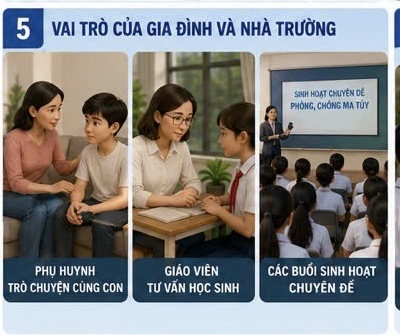 5 VAI TRÒ CỦA GIA ĐÌNH VÀ NHÀ TRƯỜNG
SINH HOẠT CHUYÊN ĐỀ
PHÒNG, CHỐNG MA TÚY
PHỤ HUYNH
TRÒ CHUYỆN CÙNG CON
GIÁO VIÊN
TƯ VẤN HỌC SINH
CÁC BUỔI SINH HOẠT
CHUYÊN ĐỀ